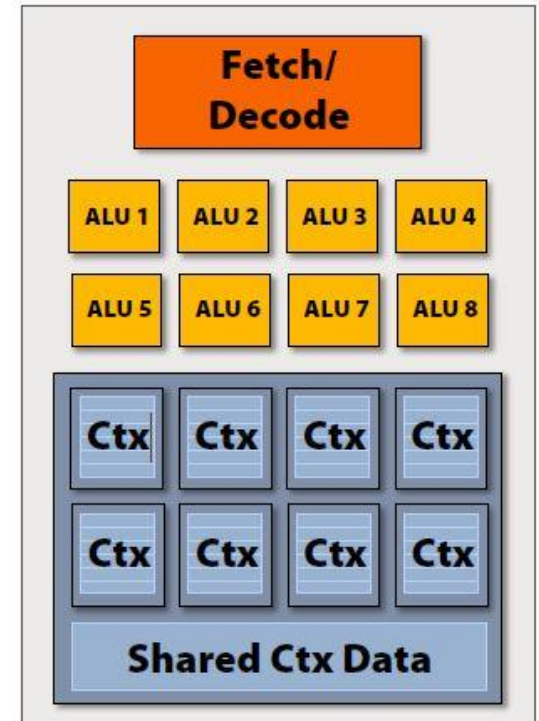 Fetch/
Decode
ALU 1 ALU 2 ALU 3 ALU 4
ALU 5 ALU 6 ALU 7 ALU 8
Ctx Ctx Ctx Ctx
Ctx Ctx Ctx Ctx
Shared Ctx Data